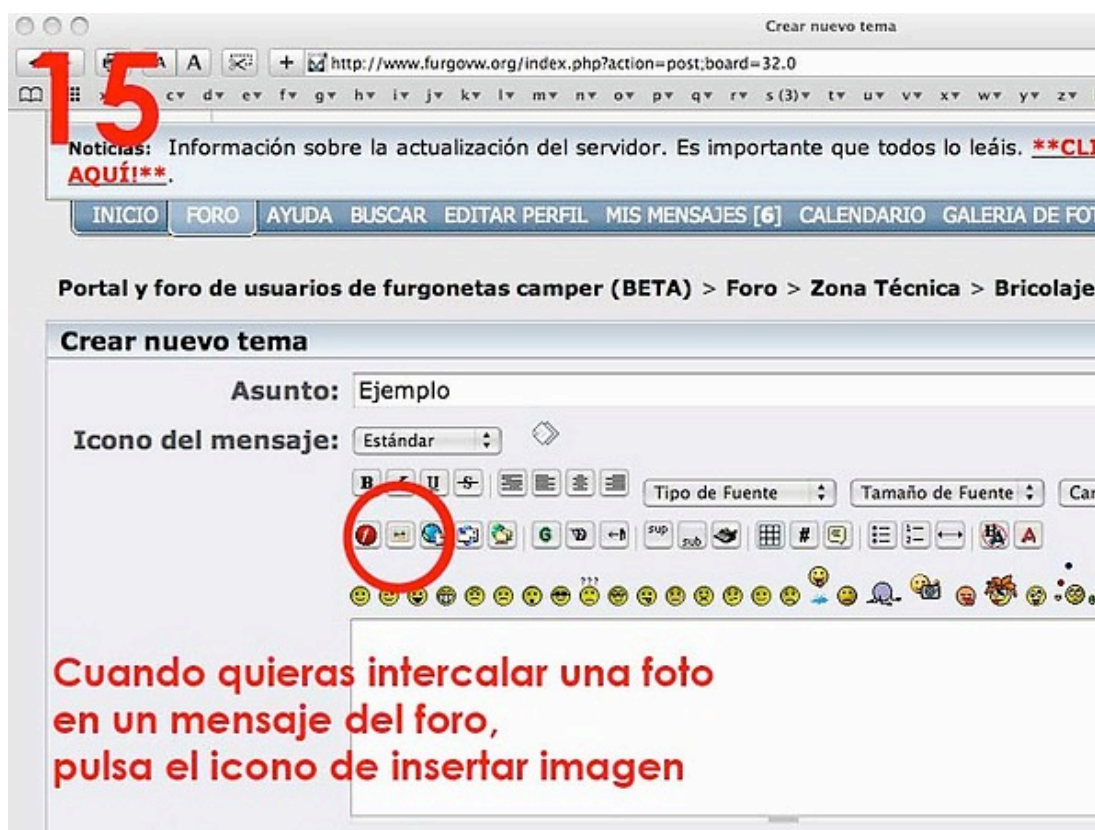 Crear nuevo tema
15
A A + http://www.furgovw.org/index.php?action=post;board=32.0
c d e f g h i j k l m n o p q r s (3) t u v x w y z
Noticias: Información sobre la actualización del servidor. Es importante que todos lo leáis. **CLI
AQUÍ!**.
INICIO FORO AYUDA BUSCAR EDITAR PERFIL MIS MENSAJES [6] CALENDARIO GALERIA DE FOT
Portal y foro de usuarios de furgonetas camper (BETA) > Foro > Zona Técnica > Bricolaje
Crear nuevo tema
Asunto: Ejemplo
Icono del mensaje: Estándar
B I U S Tipo de Fuente Tamaño de Fuente Car
G sup sub # A
???
Cuando quieras intercalar una foto
en un mensaje del foro,
pulsa el icono de insertar imagen